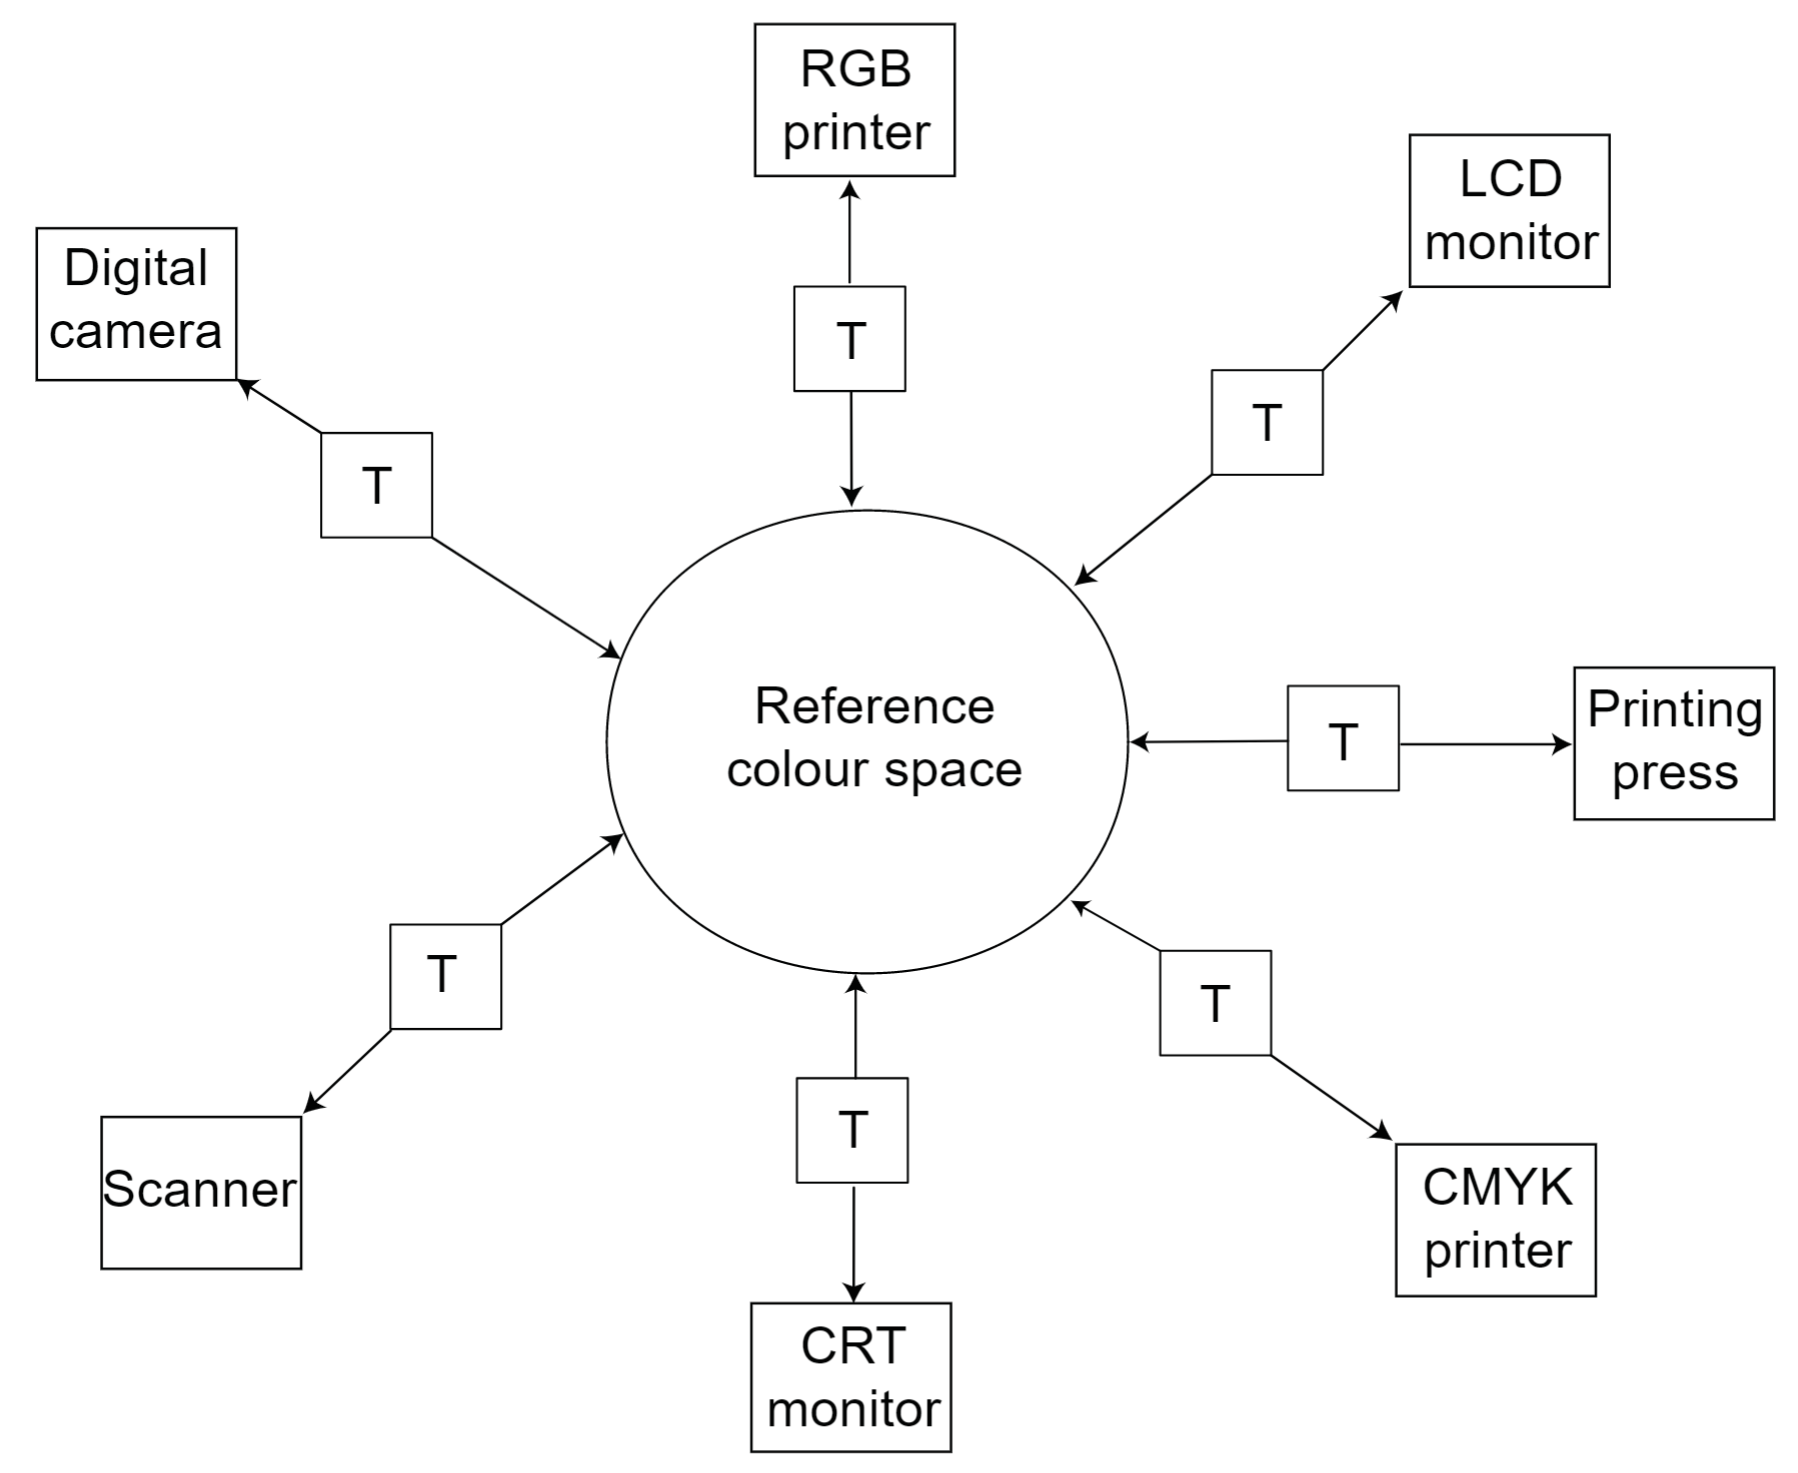 RGB
printer
LCD
monitor
Digital
camera
T
T
T
Reference
colour space
T
Printing
press
T
T
T
Scanner
CMYK
printer
CRT
monitor